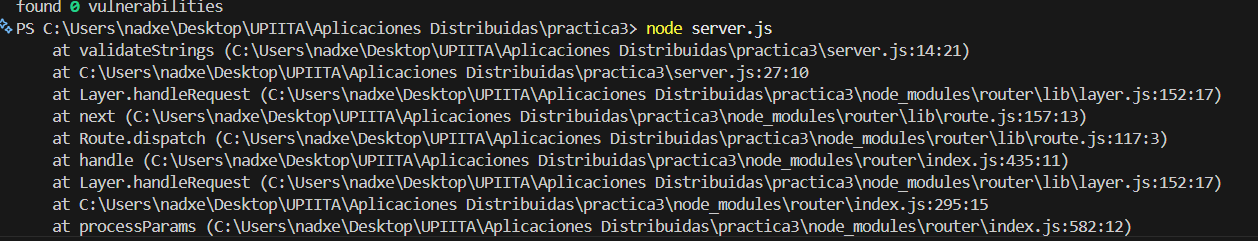 found 0 vulnerabilities
PS C:\Users\nadxe\Desktop\UPIITA\Aplicaciones Distribuidas\practica3> node server.js
at validateStrings (C:\Users\nadxe\Desktop\UPIITA\Aplicaciones Distribuidas\practica3\server.js:14:21)
at C:\Users\nadxe\Desktop\UPIITA\Aplicaciones Distribuidas\practica3\server.js:27:10
at Layer.handleRequest (C:\Users\nadxe\Desktop\UPIITA\Aplicaciones Distribuidas\practica3\node_modules\router\lib\layer.js:152:17)
at next (C:\Users\nadxe\Desktop\UPIITA\Aplicaciones Distribuidas\practica3\node_modules\router\lib\route.js:157:13)
at Route.dispatch (C:\Users\nadxe\Desktop\UPIITA\Aplicaciones Distribuidas\practica3\node_modules\router\lib\route.js:117:3)
at handle (C:\Users\nadxe\Desktop\UPIITA\Aplicaciones Distribuidas\practica3\node_modules\router\index.js:435:11)
at Layer.handleRequest (C:\Users\nadxe\Desktop\UPIITA\Aplicaciones Distribuidas\practica3\node_modules\router\lib\layer.js:152:17)
at C:\Users\nadxe\Desktop\UPIITA\Aplicaciones Distribuidas\practica3\node_modules\router\index.js:295:15
at processParams (C:\Users\nadxe\Desktop\UPIITA\Aplicaciones Distribuidas\practica3\node_modules\router\index.js:582:12)